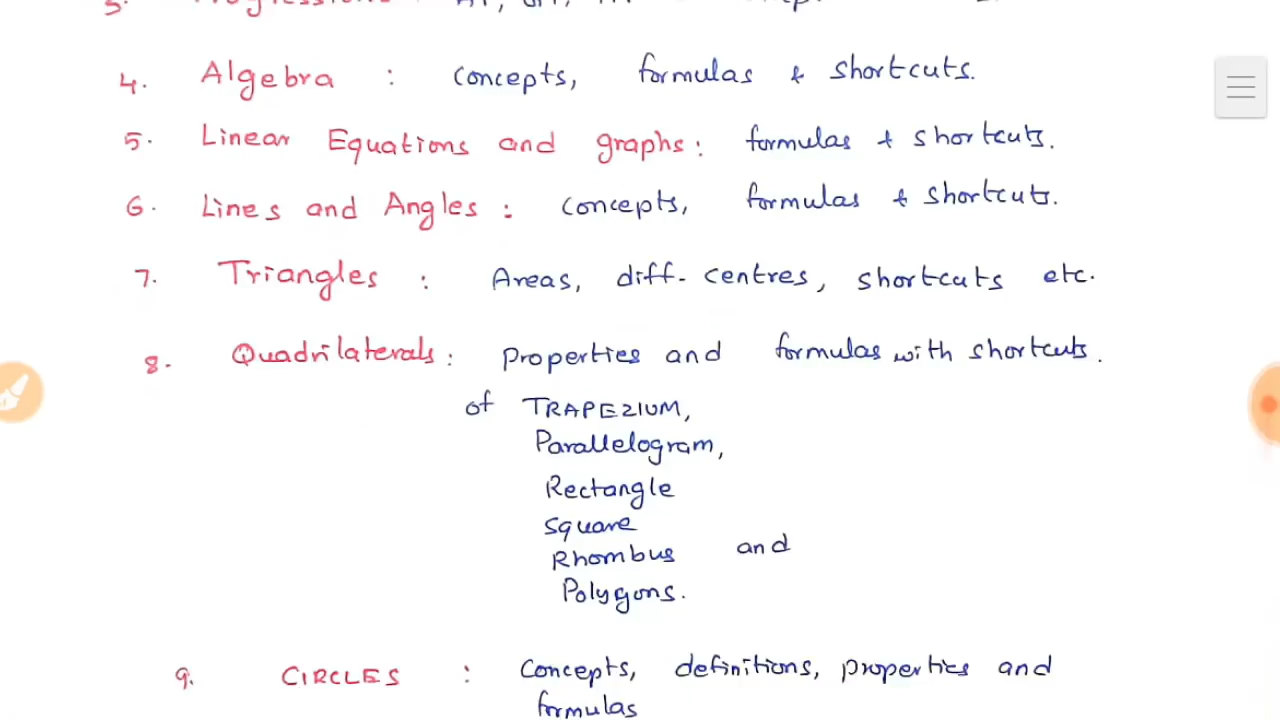 4. Algebra : concepts, formulas & shortcuts.
5. Linear Equations and graphs: formulas & shortcuts.
6. Lines and Angles : concepts, formulas & shortcuts.
7. Triangles : Areas, diff. centres, shortcuts etc.
8. Quadrilaterals : properties and formulas with shortcuts.
of TRAPEZIUM,
Parallelogram,
Rectangle
Square
Rhombus and
Polygons.
9. CIRCLES : Concepts, definitions, properties and
formulas